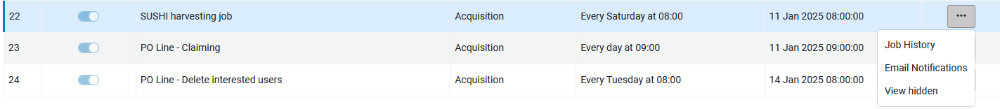 22 SUSHI harvesting job Acquisition Every Saturday at 08:00 11 Jan 2025 08:00:00 •••
Job History
23 PO Line - Claiming Acquisition Every day at 09:00 11 Jan 2025 09:00:00
Email Notifications
24 PO Line - Delete interested users Acquisition Every Tuesday at 08:00 14 Jan 2025 08:00:00
View hidden